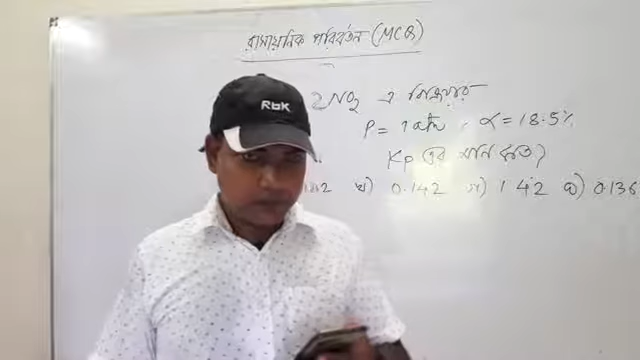 রাসায়নিক পরিবর্তন (MCQ)
2NO2 এ বিক্রিয়ার
P = 1 atm, α = 18.5%
Kp এর মান কত?
খ) 0.142 গ) 1.42 ঘ) 0.136
RbK